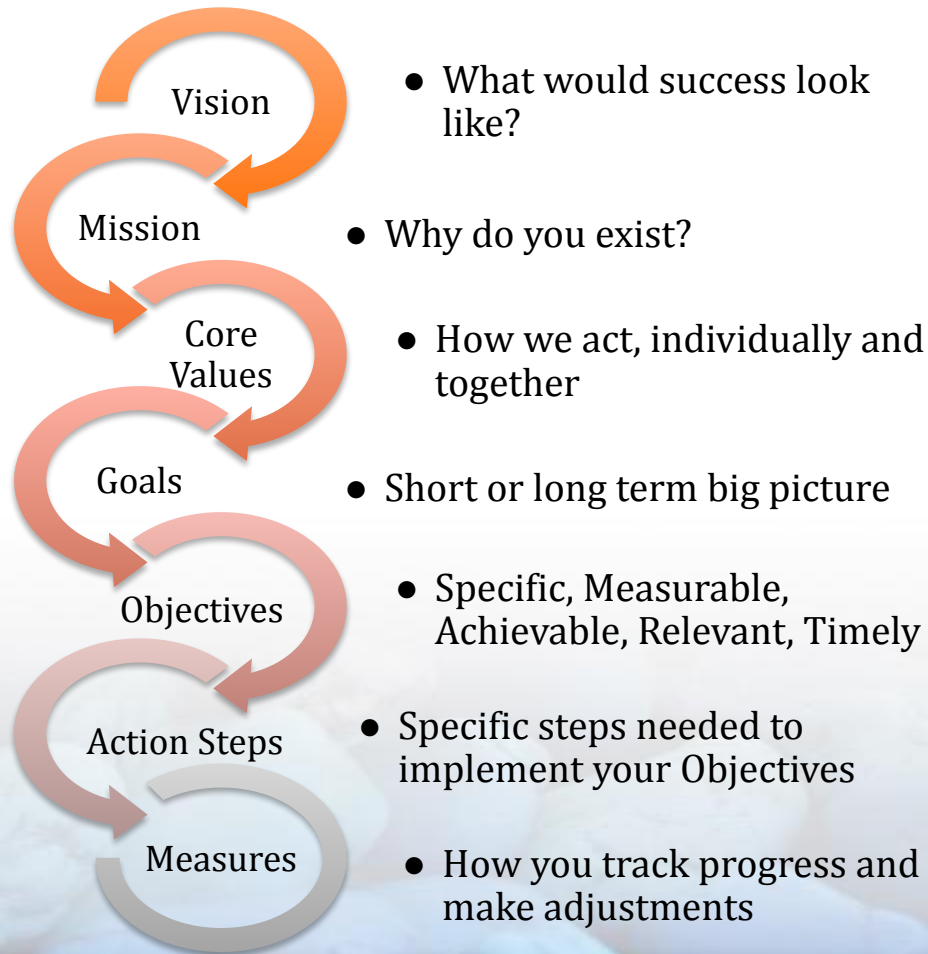 Vision
● What would success look
like?
Mission
● Why do you exist?
Core
Values
● How we act, individually and
together
Goals
● Short or long term big picture
Objectives
● Specific, Measurable,
Achievable, Relevant, Timely
Action Steps
● Specific steps needed to
implement your Objectives
Measures
● How you track progress and
make adjustments